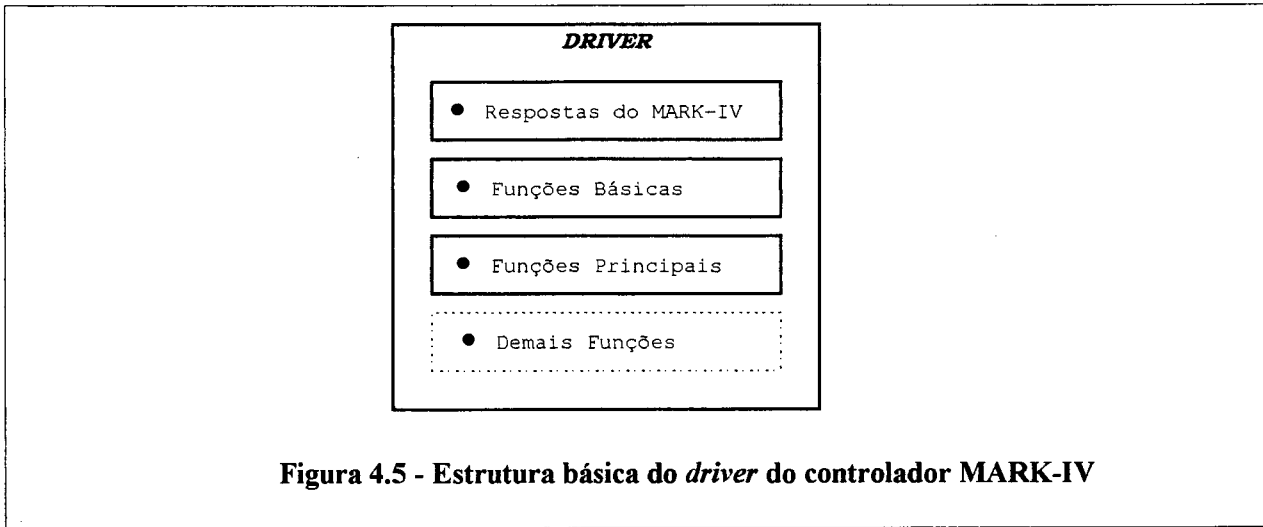 DRIVER
● Respostas do MARK-IV
● Funções Básicas
● Funções Principais
● Demais Funções
Figura 4.5 - Estrutura básica do driver do controlador MARK-IV